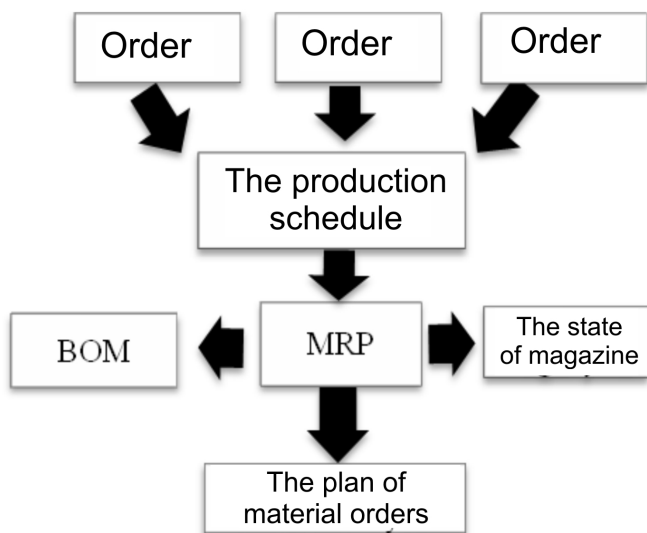 Order
Order
Order
The production
schedule
BOM
MRP
The state
of magazine
The plan of
material orders